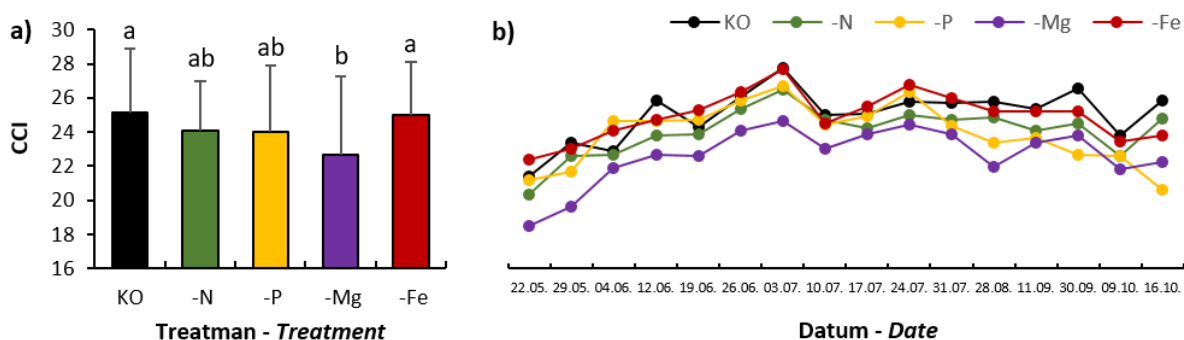 a)
30
28
26
24
22
20
18
16
CCI
a
ab
ab
b
a
KO
-N
-P
-Mg
-Fe
Treatman - Treatment
b)
KO -N -P -Mg -Fe
22.05. 29.05. 04.06. 12.06. 19.06. 26.06. 03.07. 10.07. 17.07. 24.07. 31.07. 28.08. 11.09. 30.09. 09.10. 16.10.
Datum - Date